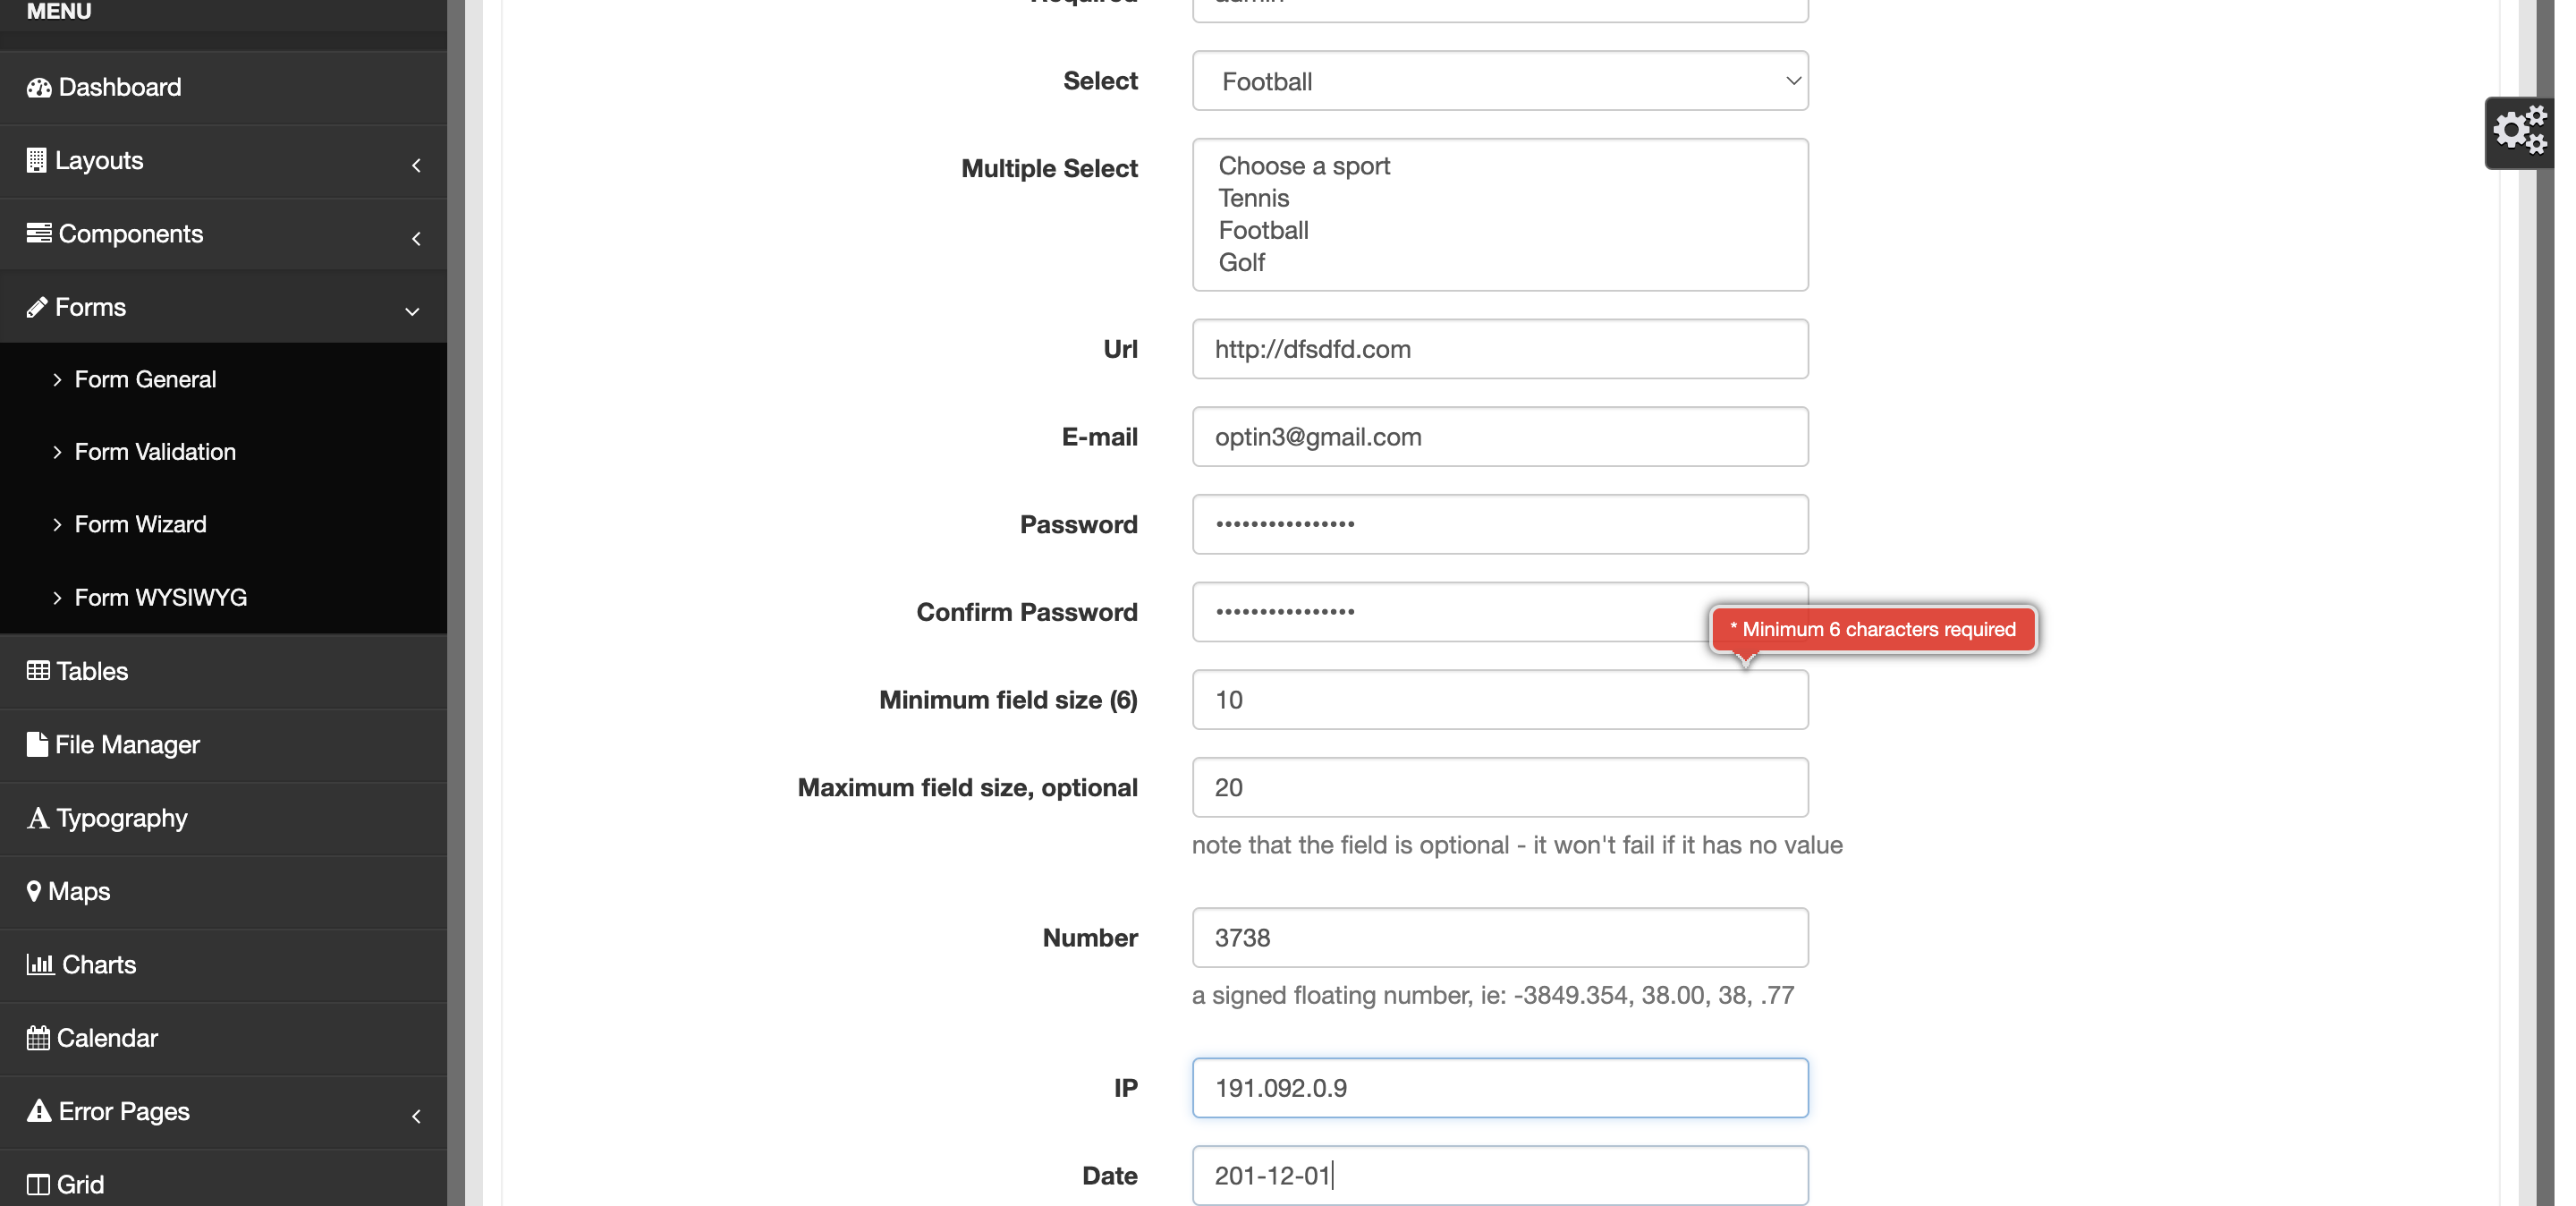 MENU
Dashboard
Layouts
Components
Forms
Form General
Form Validation
Form Wizard
Form WYSIWYG
Tables
File Manager
Typography
Maps
Charts
Calendar
Error Pages
Grid
Required
admin
Select
Football
Multiple Select
Choose a sport
Tennis
Football
Golf
Url
http://dfsdfd.com
E-mail
optin3@gmail.com
Password
••••••••••••••••
Confirm Password
••••••••••••••••
* Minimum 6 characters required
Minimum field size (6)
10
Maximum field size, optional
20
note that the field is optional - it won't fail if it has no value
Number
3738
a signed floating number, ie: -3849.354, 38.00, 38, .77
IP
191.092.0.9
Date
201-12-01